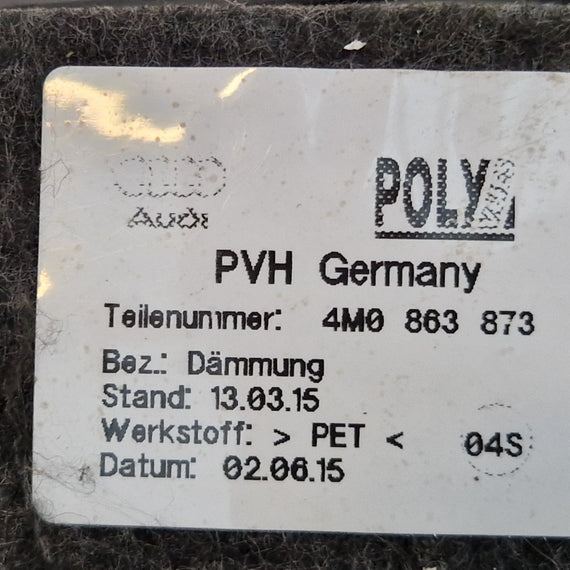 Audi
POLY
PVH Germany
Teilenummer: 4M0 863 873
Bez.: Dämmung
Stand: 13.03.15
Werkstoff: > PET < 04S
Datum: 02.06.15